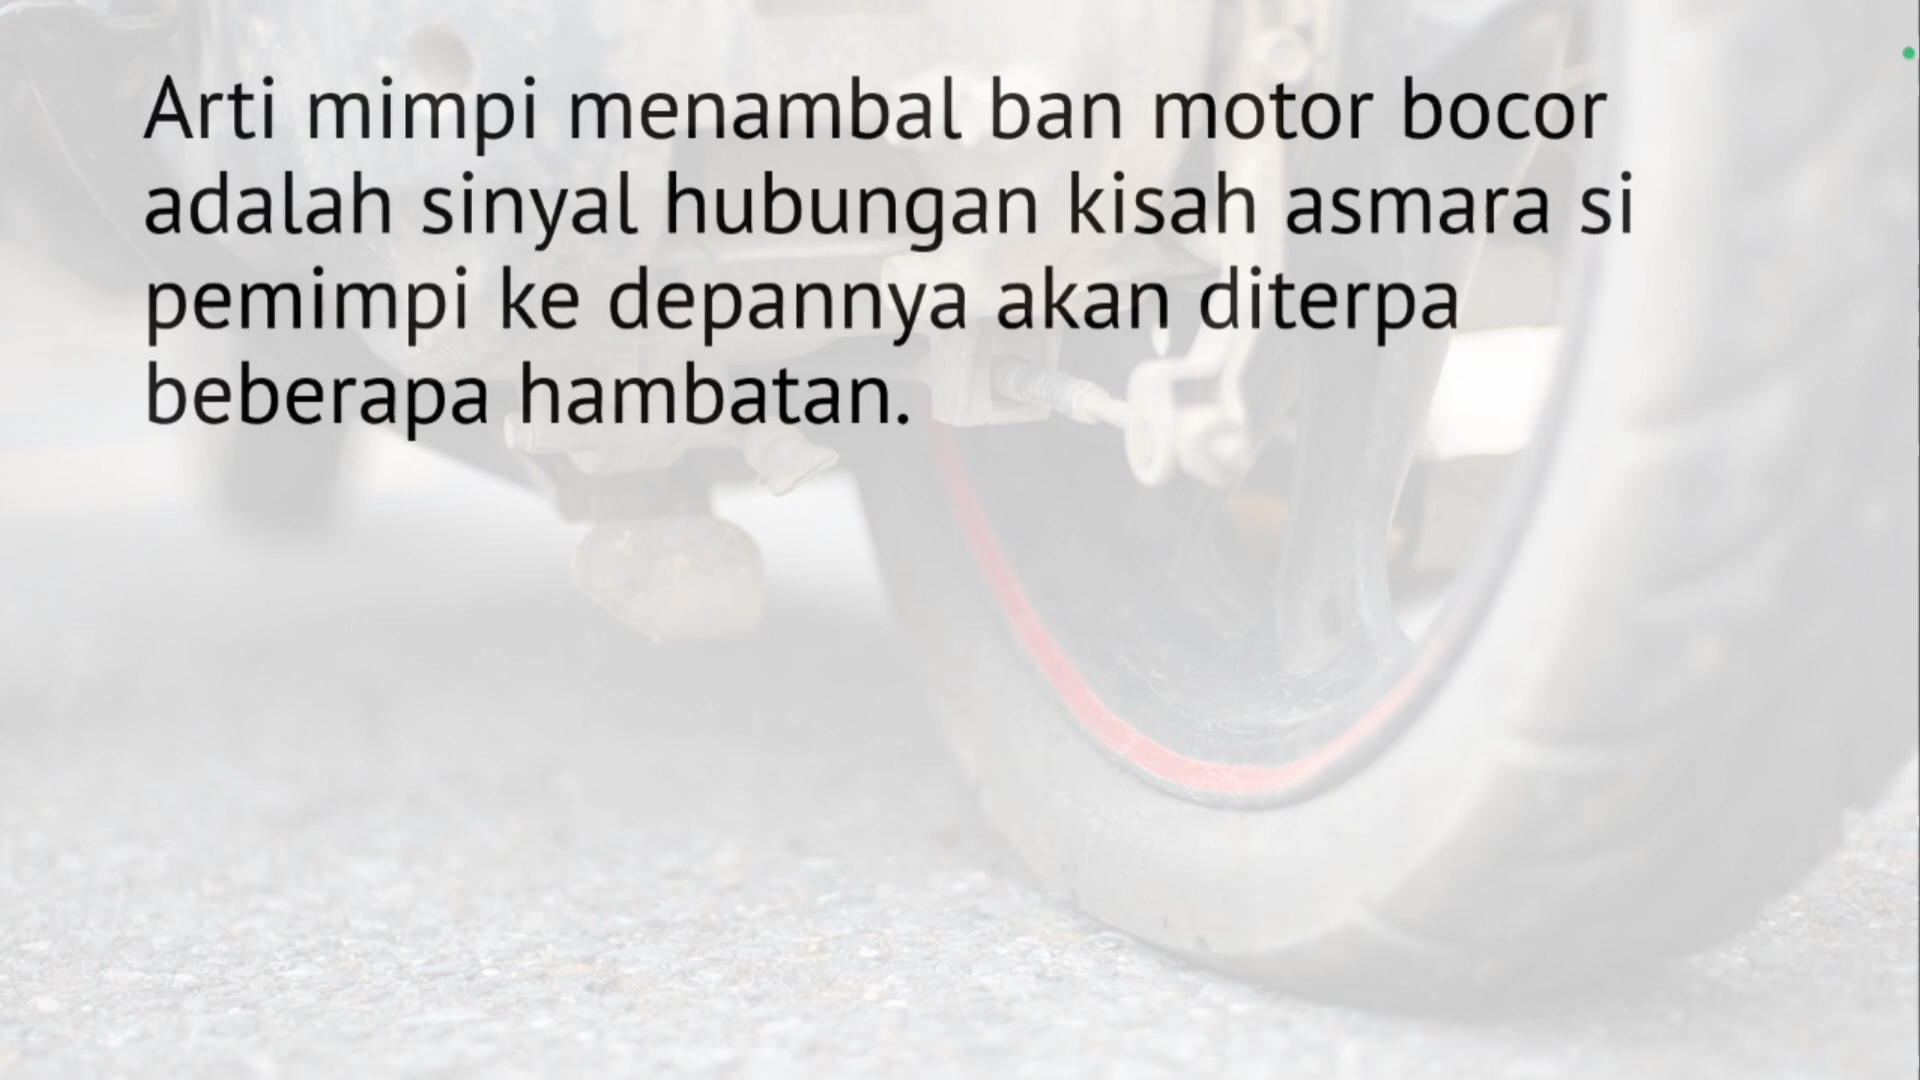 Arti mimpi menambal ban motor bocor
adalah sinyal hubungan kisah asmara si
pemimpi ke depannya akan diterpa
beberapa hambatan.